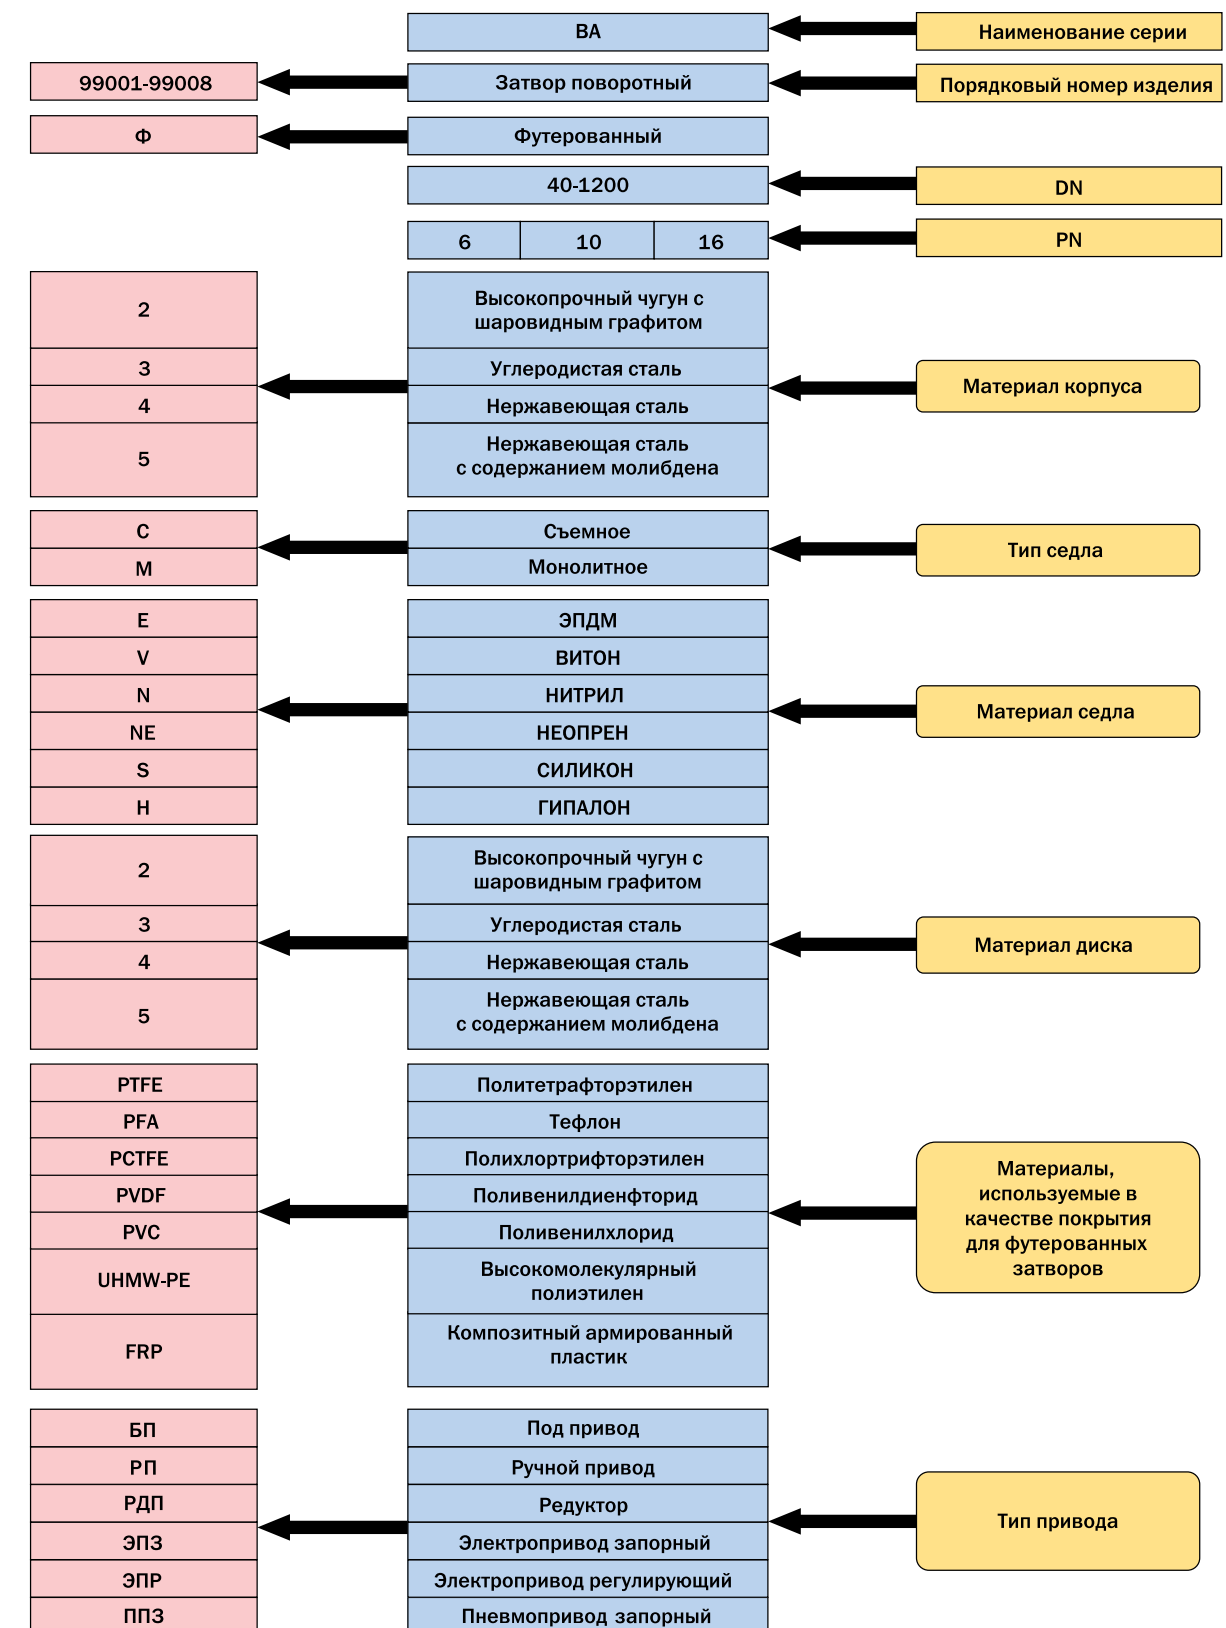 ВА
Наименование серии
99001-99008
Затвор поворотный
Порядковый номер изделия
Ф
Футерованный
40-1200
DN
6
10
16
PN
2
Высокопрочный чугун с
шаровидным графитом
3
Углеродистая сталь
4
Нержавеющая сталь
5
Нержавеющая сталь
с содержанием молибдена
Материал корпуса
С
Съемное
М
Монолитное
Тип седла
E
ЭПДМ
V
ВИТОН
N
НИТРИЛ
NE
НЕОПРЕН
S
СИЛИКОН
H
ГИПАЛОН
Материал седла
2
Высокопрочный чугун с
шаровидным графитом
3
Углеродистая сталь
4
Нержавеющая сталь
5
Нержавеющая сталь
с содержанием молибдена
Материал диска
PTFE
Политетрафторэтилен
PFA
Тефлон
PCTFE
Полихлортрифторэтилен
PVDF
Поливенилдиенфторид
PVC
Поливенилхлорид
UHMW-PE
Высокомолекулярный
полиэтилен
FRP
Композитный армированный
пластик
Материалы,
используемые в
качестве покрытия
для футерованных
затворов
БП
Под привод
РП
Ручной привод
РДП
Редуктор
ЭПЗ
Электропривод запорный
ЭПР
Электропривод регулирующий
ППЗ
Пневмопривод запорный
Тип привода